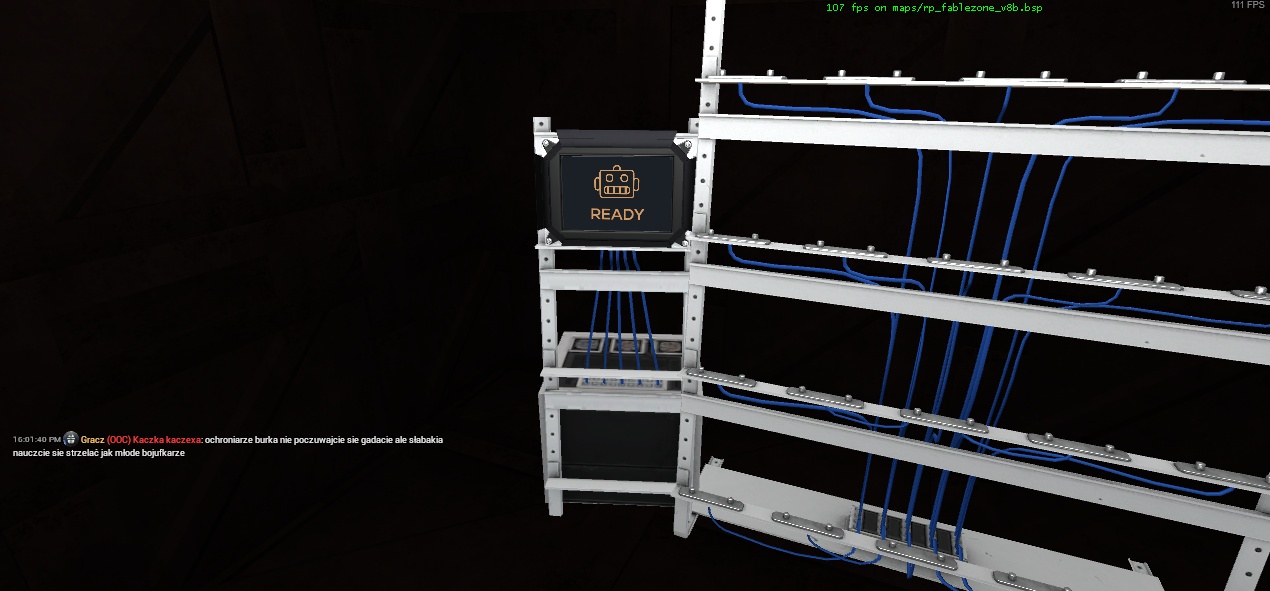 107 fps on maps/rp_fablezone_v8b.bsp
111 FPS
READY
16:01:40 PM Gracz (OOC) Kaczka kaczexa: ochroniarze burka nie poczuwajcie sie gadacie ale słabakia
nauczcie sie strzelać jak młode bojufkarze